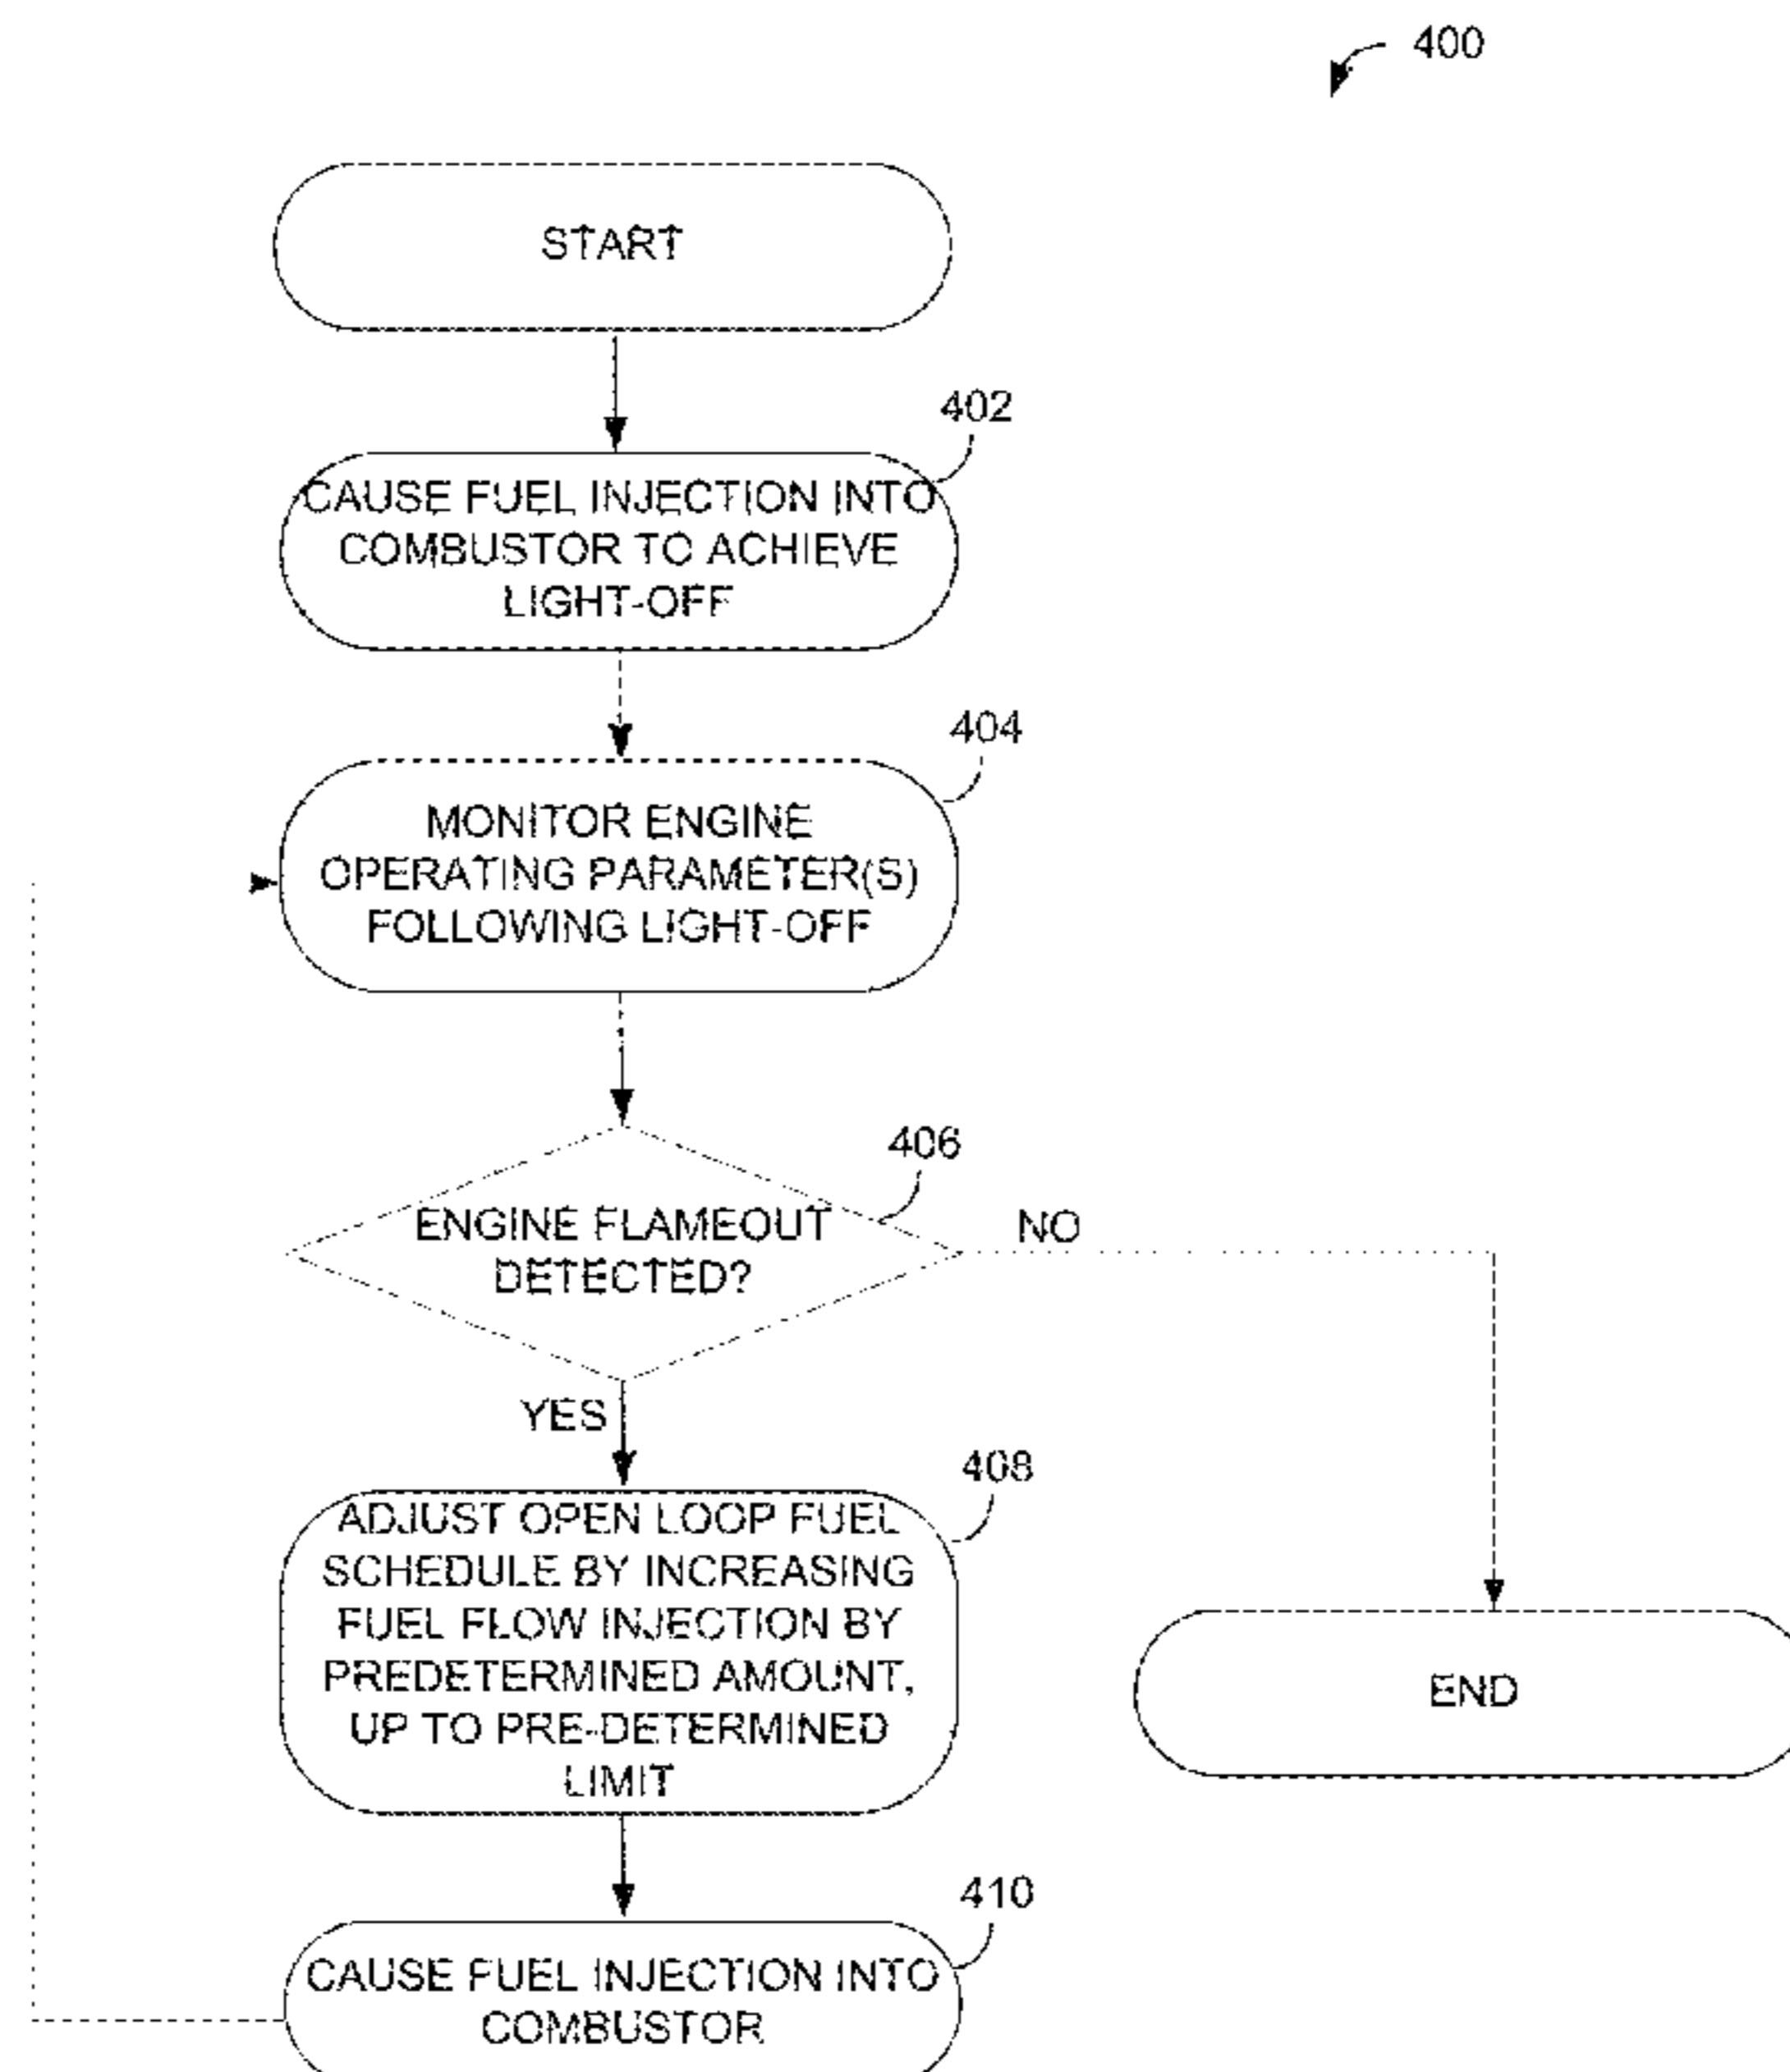 400
START
402
CAUSE FUEL INJECTION INTO
COMBUSTOR TO ACHIEVE
LIGHT-OFF
404
MONITOR ENGINE
OPERATING PARAMETER(S)
FOLLOWING LIGHT-OFF
406
ENGINE FLAMEOUT
DETECTED?
NO
YES
408
ADJUST OPEN LOOP FUEL
SCHEDULE BY INCREASING
FUEL FLOW INJECTION BY
PREDETERMINED AMOUNT,
UP TO PRE-DETERMINED
LIMIT
END
410
CAUSE FUEL INJECTION INTO
COMBUSTOR